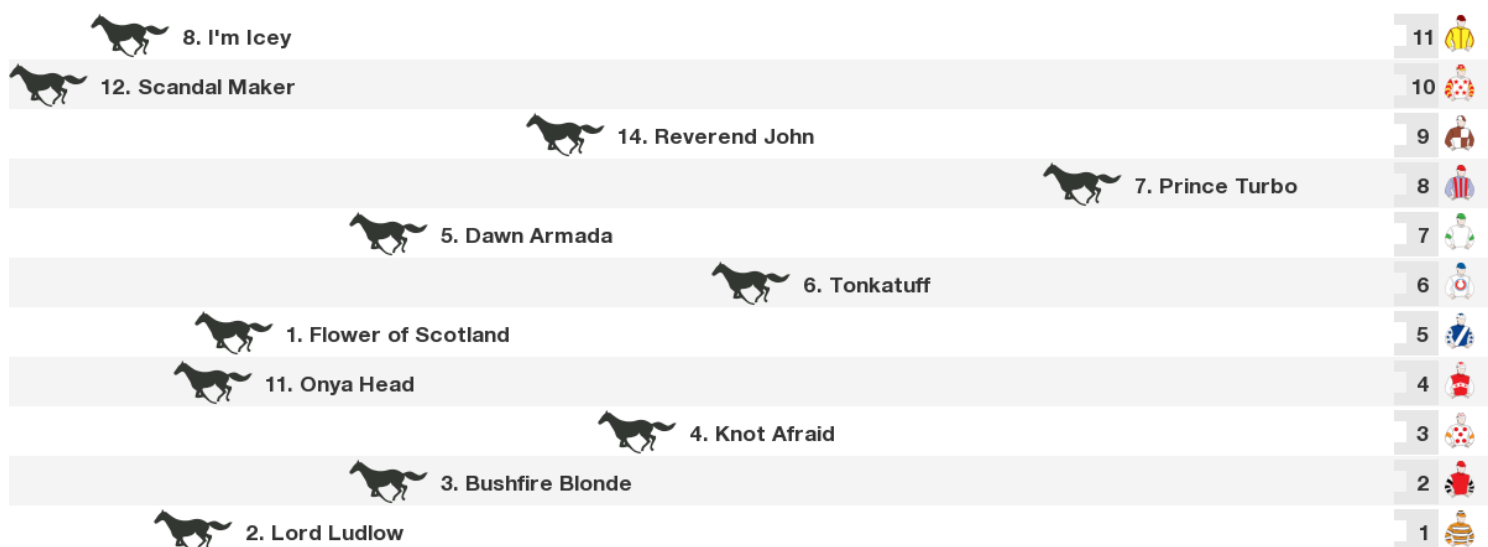 8. I'm Icey 11
12. Scandal Maker 10
14. Reverend John 9
7. Prince Turbo 8
5. Dawn Armada 7
6. Tonkatuff 6
1. Flower of Scotland 5
11. Onya Head 4
4. Knot Afraid 3
3. Bushfire Blonde 2
2. Lord Ludlow 1